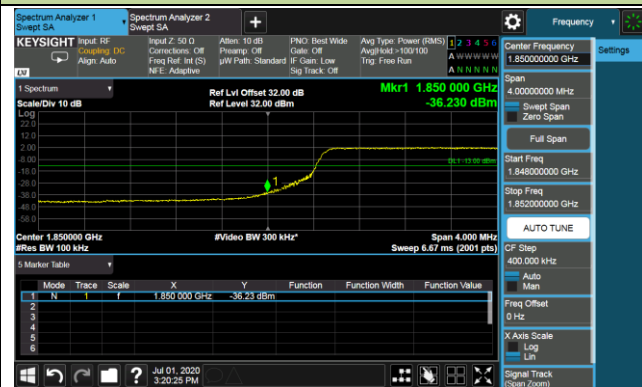 Spectrum Analyzer 1
Swept SA
Spectrum Analyzer 2
Swept SA
Frequency
KEYSIGHT
Input: RF
Coupling: DC
Align: Auto
Input Z: 50 Ω
Corrections: Off
Freq Ref: Int (S)
NFE: Adaptive
Atten: 10 dB
Preamp: Off
µW Path: Standard
PNO: Best Wide
Gate: Off
IF Gain: Low
Sig Track: Off
Avg Type: Power (RMS)
Avg|Hold:>100/100
Trig: Free Run
1 2 3 4 5 6
A W W W W W
A N N N N N
LXI
1 Spectrum
Scale/Div 10 dB
Ref Lvl Offset 32.00 dB
Ref Level 32.00 dBm
Mkr1 1.850 000 GHz
-36.230 dBm
Log
22.0
12.0
2.00
-8.00
-18.0
-28.0
-38.0
-48.0
-58.0
DL1 -13.00 dBm
1
Center 1.850000 GHz
#Res BW 100 kHz
#Video BW 300 kHz*
Span 4.000 MHz
Sweep 6.67 ms (2001 pts)
5 Marker Table
Mode Trace Scale X Y Function Function Width Function Value
1 N 1 f 1.850 000 GHz -36.23 dBm
2
3
4
5
6
Jul 01, 2020
3:20:25 PM
Center Frequency
1.850000000 GHz
Settings
Span
4.00000000 MHz
Swept Span
Zero Span
Full Span
Start Freq
1.848000000 GHz
Stop Freq
1.852000000 GHz
AUTO TUNE
CF Step
400.000 kHz
Auto
Man
Freq Offset
0 Hz
X Axis Scale
Log
Lin
Signal Track
(Span Zoom)